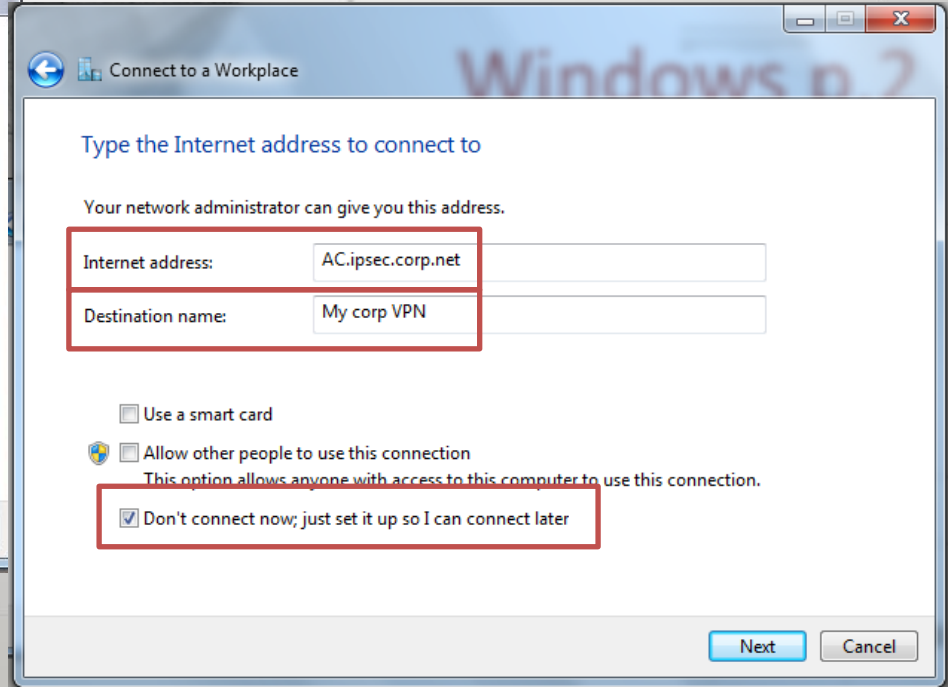 Windows p.2
Connect to a Workplace
Type the Internet address to connect to
Your network administrator can give you this address.
Internet address: AC.ipsec.corp.net
Destination name: My corp VPN
Use a smart card
Allow other people to use this connection
This option allows anyone with access to this computer to use this connection.
Don't connect now; just set it up so I can connect later
Next Cancel